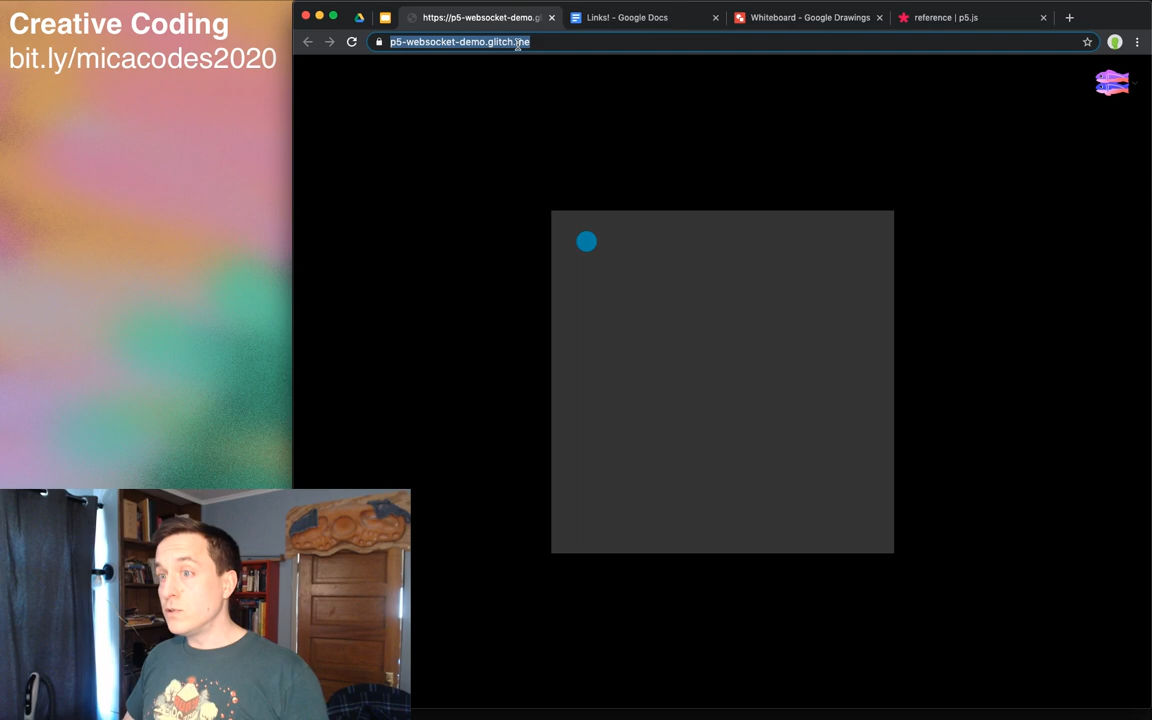 Creative Coding
bit.ly/micacodes2020
https://p5-websocket-demo.gl
Links! - Google Docs
Whiteboard - Google Drawings
reference | p5.js
p5-websocket-demo.glitch.me